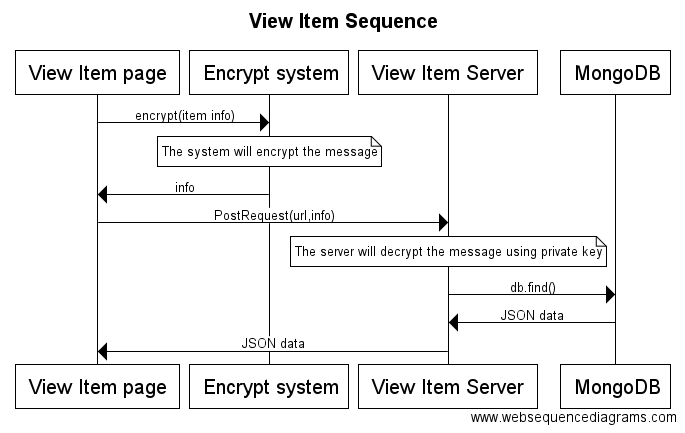 View Item Sequence
View Item page
Encrypt system
View Item Server
MongoDB
encrypt(item info)
The system will encrypt the message
info
PostRequest(url,info)
The server will decrypt the message using private key
db.find()
JSON data
JSON data
View Item page
Encrypt system
View Item Server
MongoDB
www.websequencediagrams.com